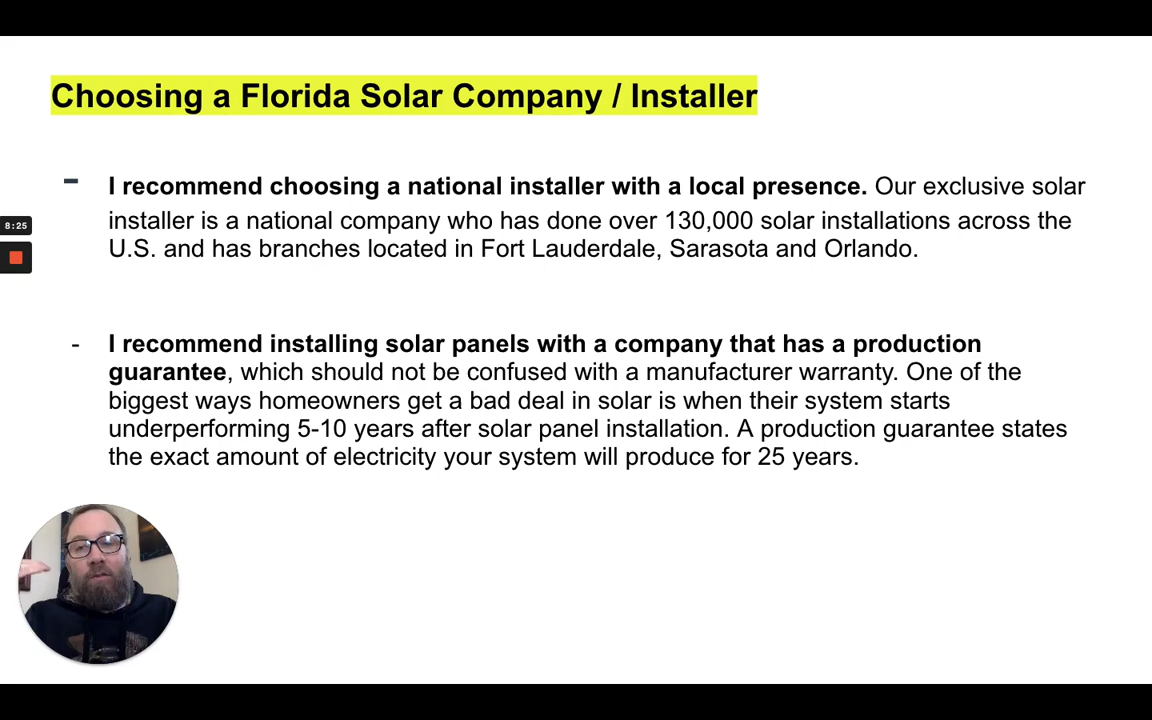 Choosing a Florida Solar Company / Installer
- I recommend choosing a national installer with a local presence. Our exclusive solar
installer is a national company who has done over 130,000 solar installations across the
U.S. and has branches located in Fort Lauderdale, Sarasota and Orlando.
8:25
- I recommend installing solar panels with a company that has a production
guarantee, which should not be confused with a manufacturer warranty. One of the
biggest ways homeowners get a bad deal in solar is when their system starts
underperforming 5-10 years after solar panel installation. A production guarantee states
the exact amount of electricity your system will produce for 25 years.